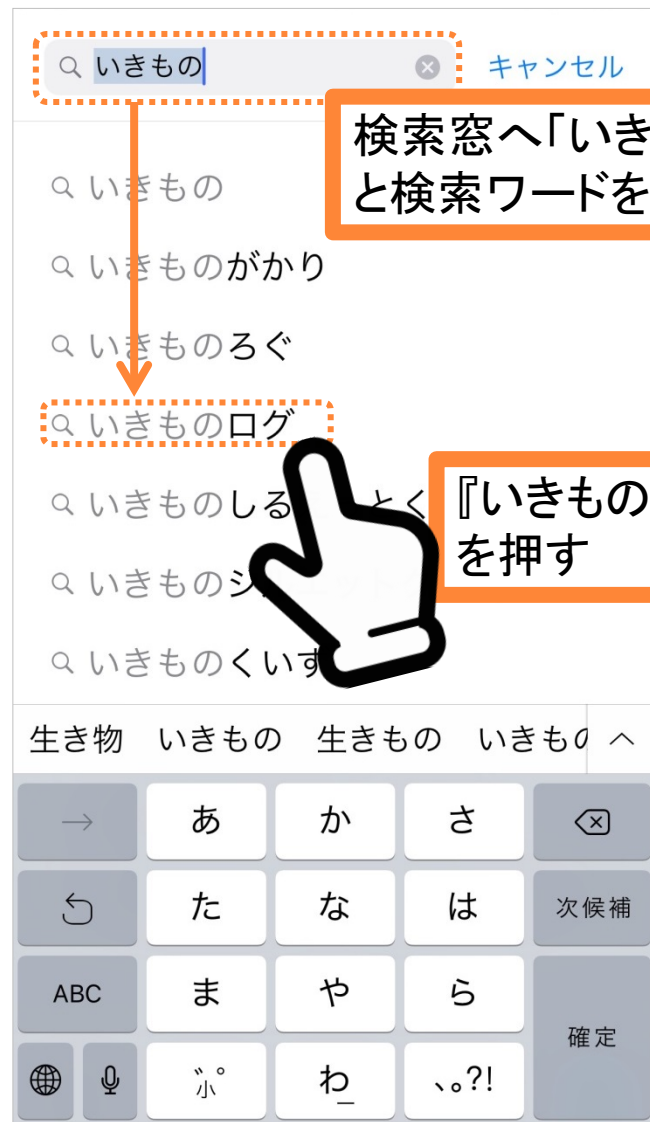 いきもの
キャンセル
検索窓へ「いき
と検索ワードを
いきもの
いきものがかり
いきものろぐ
いきものログ
いきものしる
とく
『いきもの
を押す
いきものシ
いきものくいず
生き物 いきもの 生きもの いきもの
→ あ か さ
た な は 次候補
ABC ま や ら
確定
小゛゜ わ 、。?!